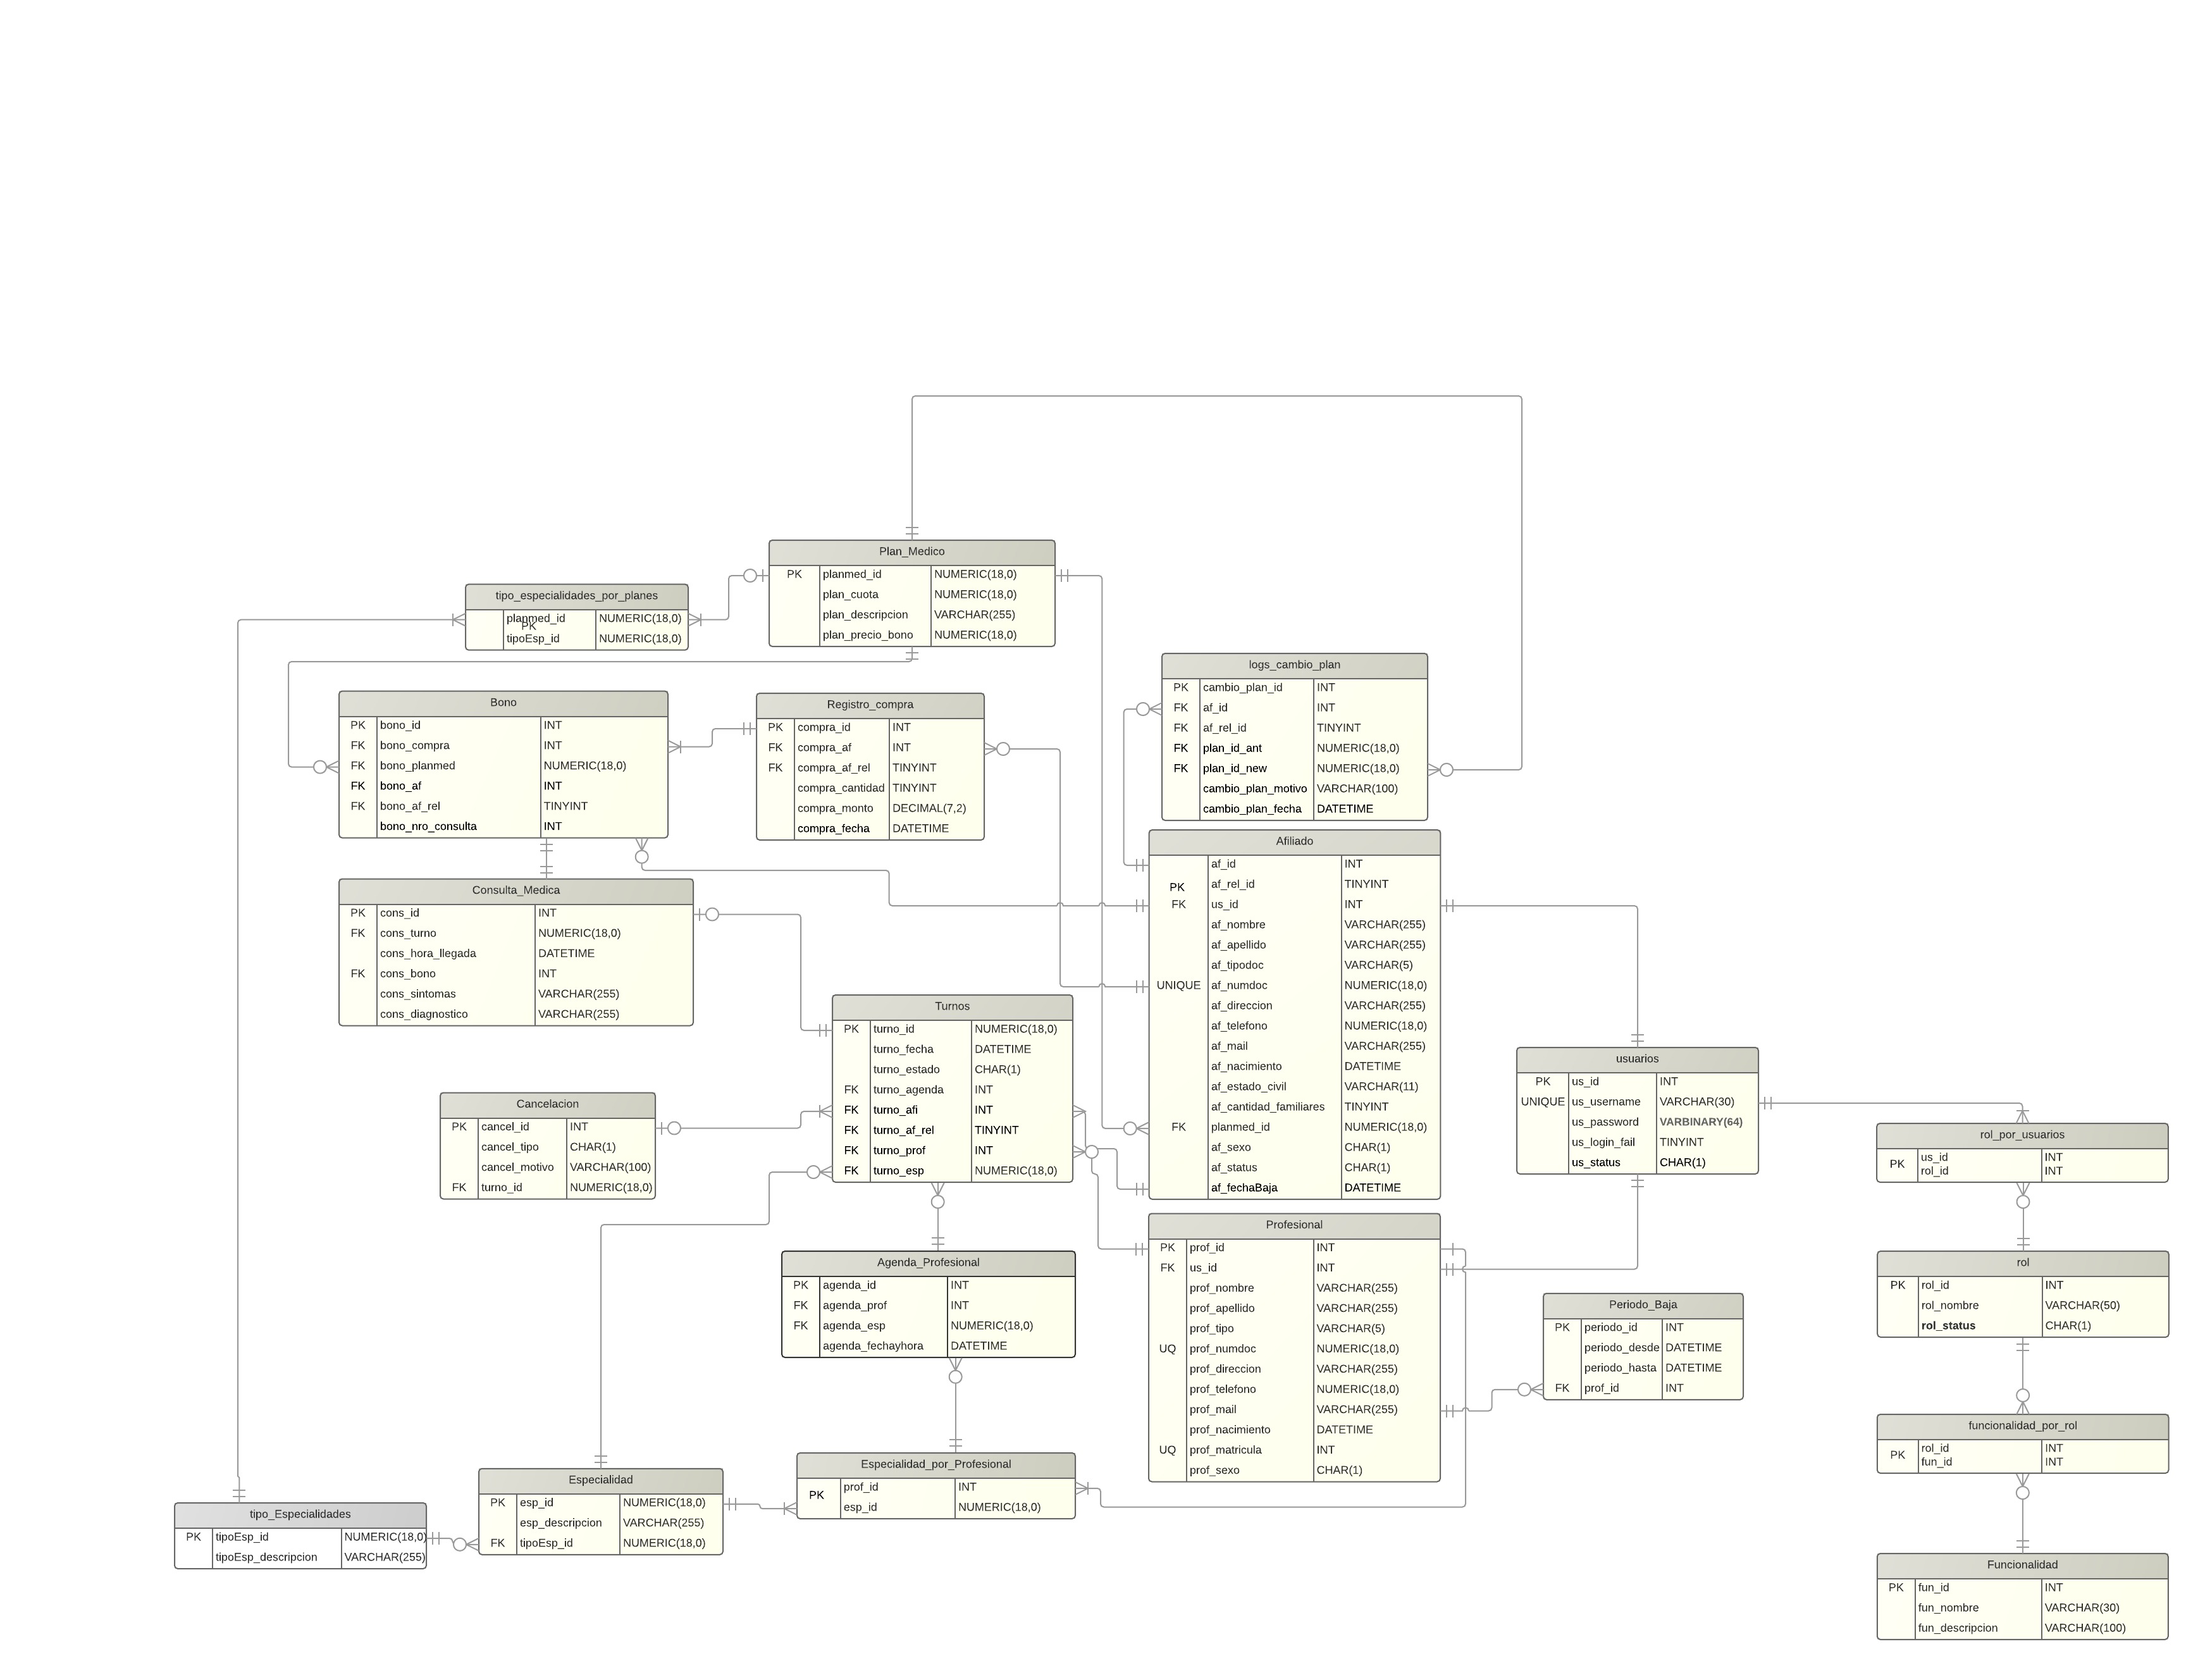 Plan_Medico
PK planmed_id NUMERIC(18,0)
plan_cuota NUMERIC(18,0)
plan_descripcion VARCHAR(255)
plan_precio_bono NUMERIC(18,0)
tipo_especialidades_por_planes
planmed_id NUMERIC(18,0)
PK
tipoEsp_id NUMERIC(18,0)
logs_cambio_plan
PK cambio_plan_id INT
FK af_id INT
FK af_rel_id TINYINT
FK plan_id_ant NUMERIC(18,0)
FK plan_id_new NUMERIC(18,0)
cambio_plan_motivo VARCHAR(100)
cambio_plan_fecha DATETIME
Bono
PK bono_id INT
FK bono_compra INT
FK bono_planmed NUMERIC(18,0)
FK bono_af INT
FK bono_af_rel TINYINT
bono_nro_consulta INT
Registro_compra
PK compra_id INT
FK compra_af INT
FK compra_af_rel TINYINT
compra_cantidad TINYINT
compra_monto DECIMAL(7,2)
compra_fecha DATETIME
Afiliado
af_id INT
PK af_rel_id TINYINT
FK us_id INT
af_nombre VARCHAR(255)
af_apellido VARCHAR(255)
af_tipodoc VARCHAR(5)
UNIQUE af_numdoc NUMERIC(18,0)
af_direccion VARCHAR(255)
af_telefono NUMERIC(18,0)
af_mail VARCHAR(255)
af_nacimiento DATETIME
af_estado_civil VARCHAR(11)
af_cantidad_familiares TINYINT
FK planmed_id NUMERIC(18,0)
af_sexo CHAR(1)
af_status CHAR(1)
af_fechaBaja DATETIME
Consulta_Medica
PK cons_id INT
FK cons_turno NUMERIC(18,0)
cons_hora_llegada DATETIME
FK cons_bono INT
cons_sintomas VARCHAR(255)
cons_diagnostico VARCHAR(255)
Turnos
PK turno_id NUMERIC(18,0)
turno_fecha DATETIME
turno_estado CHAR(1)
FK turno_agenda INT
FK turno_afi INT
FK turno_af_rel TINYINT
FK turno_prof INT
FK turno_esp NUMERIC(18,0)
usuarios
PK us_id INT
UNIQUE us_username VARCHAR(30)
us_password VARBINARY(64)
us_login_fail TINYINT
us_status CHAR(1)
Cancelacion
PK cancel_id INT
cancel_tipo CHAR(1)
cancel_motivo VARCHAR(100)
FK turno_id NUMERIC(18,0)
rol_por_usuarios
us_id INT
PK
rol_id INT
Profesional
PK prof_id INT
FK us_id INT
prof_nombre VARCHAR(255)
prof_apellido VARCHAR(255)
prof_tipo VARCHAR(5)
UQ prof_numdoc NUMERIC(18,0)
prof_direccion VARCHAR(255)
prof_telefono NUMERIC(18,0)
prof_mail VARCHAR(255)
prof_nacimiento DATETIME
UQ prof_matricula INT
prof_sexo CHAR(1)
Agenda_Profesional
PK agenda_id INT
FK agenda_prof INT
FK agenda_esp NUMERIC(18,0)
agenda_fechayhora DATETIME
rol
PK rol_id INT
rol_nombre VARCHAR(50)
rol_status CHAR(1)
Periodo_Baja
PK periodo_id INT
periodo_desde DATETIME
periodo_hasta DATETIME
FK prof_id INT
funcionalidad_por_rol
rol_id INT
PK
fun_id INT
Especialidad_por_Profesional
prof_id INT
PK
esp_id NUMERIC(18,0)
Especialidad
PK esp_id NUMERIC(18,0)
esp_descripcion VARCHAR(255)
FK tipoEsp_id NUMERIC(18,0)
tipo_Especialidades
PK tipoEsp_id NUMERIC(18,0)
tipoEsp_descripcion VARCHAR(255)
Funcionalidad
PK fun_id INT
fun_nombre VARCHAR(30)
fun_descripcion VARCHAR(100)